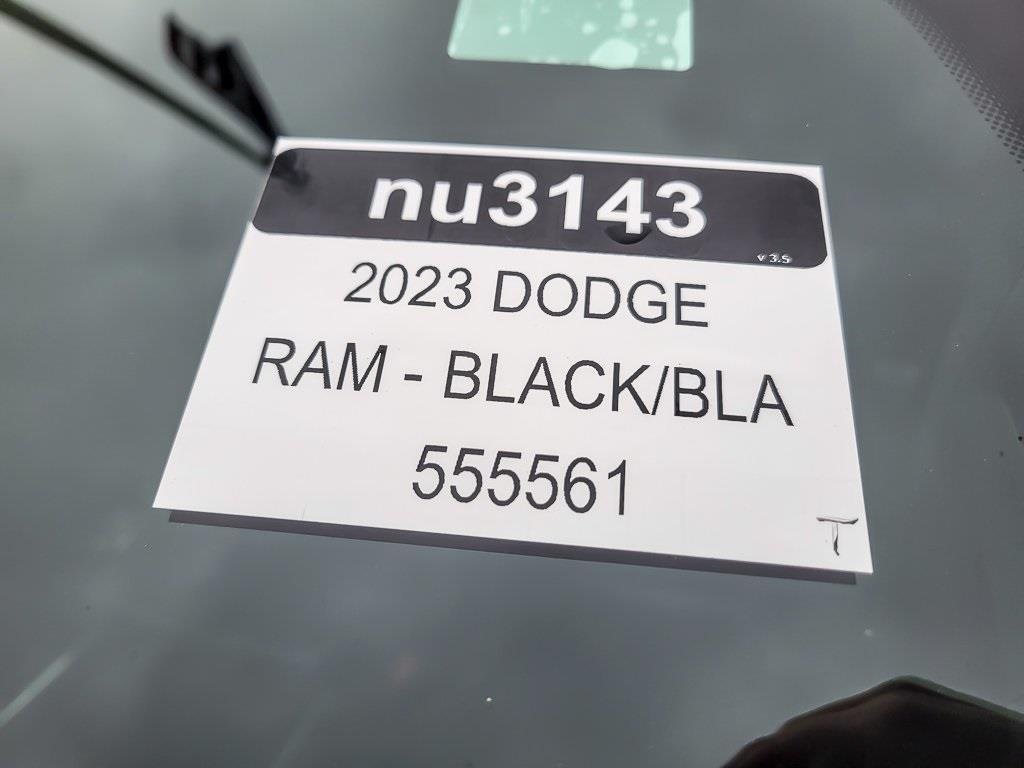 nu3143
v 3.5
2023 DODGE
RAM - BLACK/BLA
555561
T